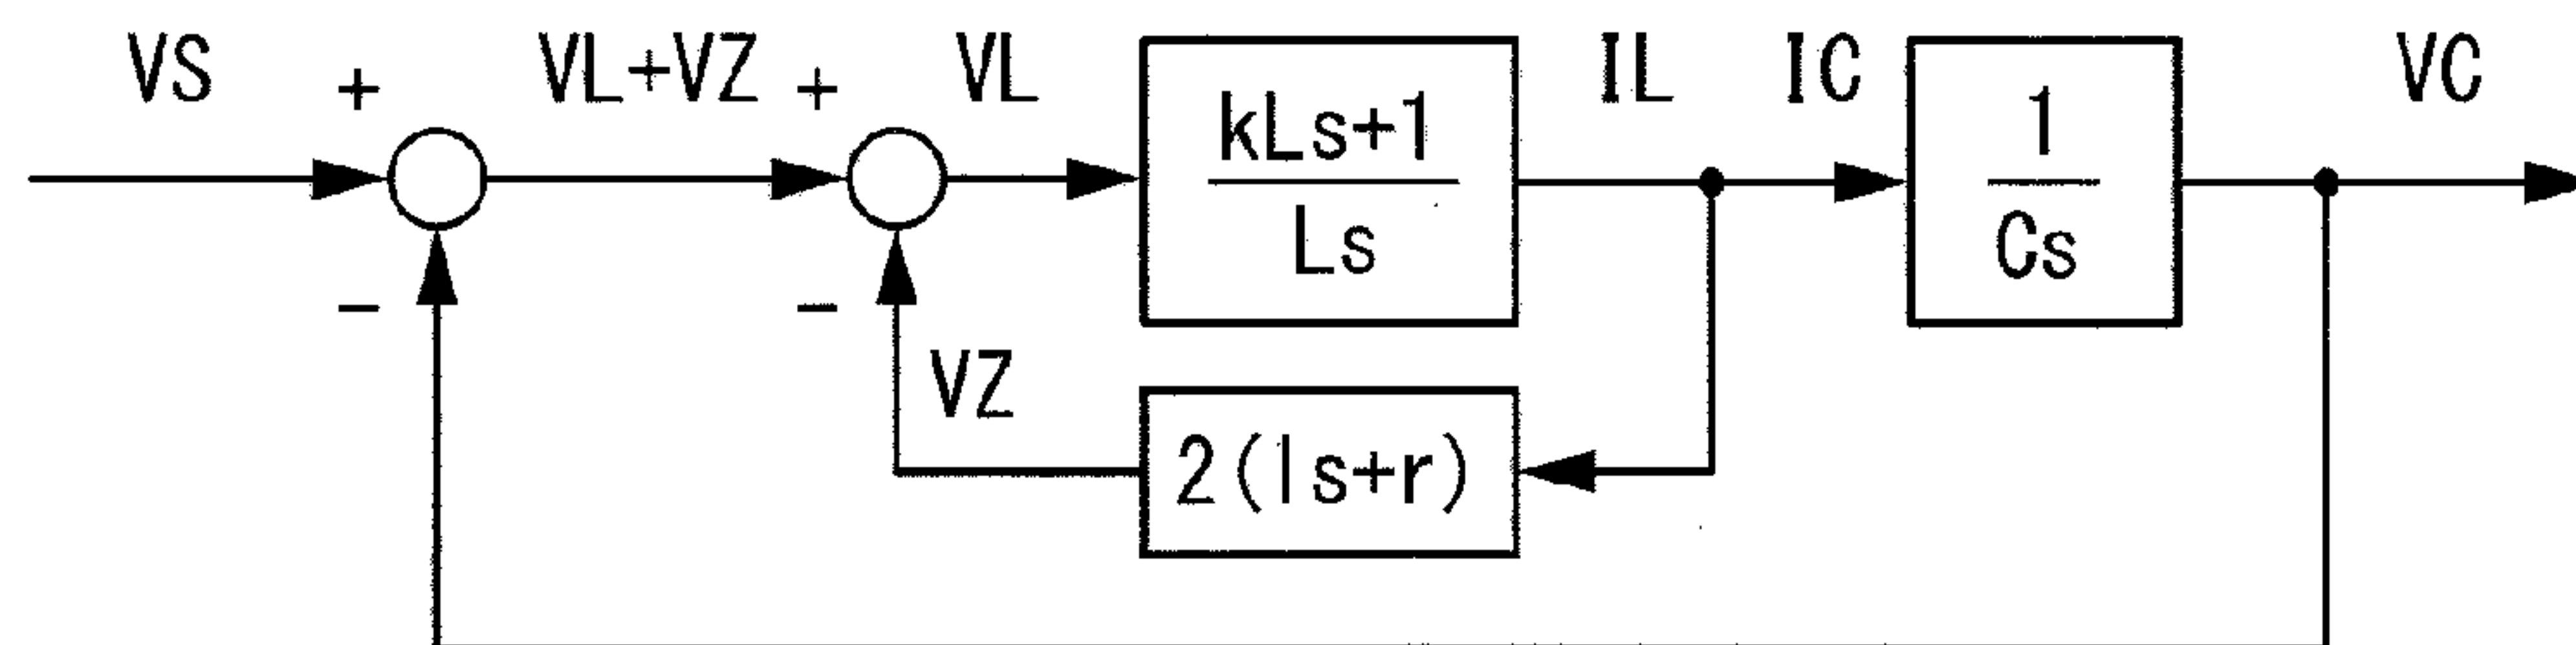 VS + VL+VZ + VL IL IC VC
kLs+1
Ls
1
Cs
- -
VZ
2(ls+r)